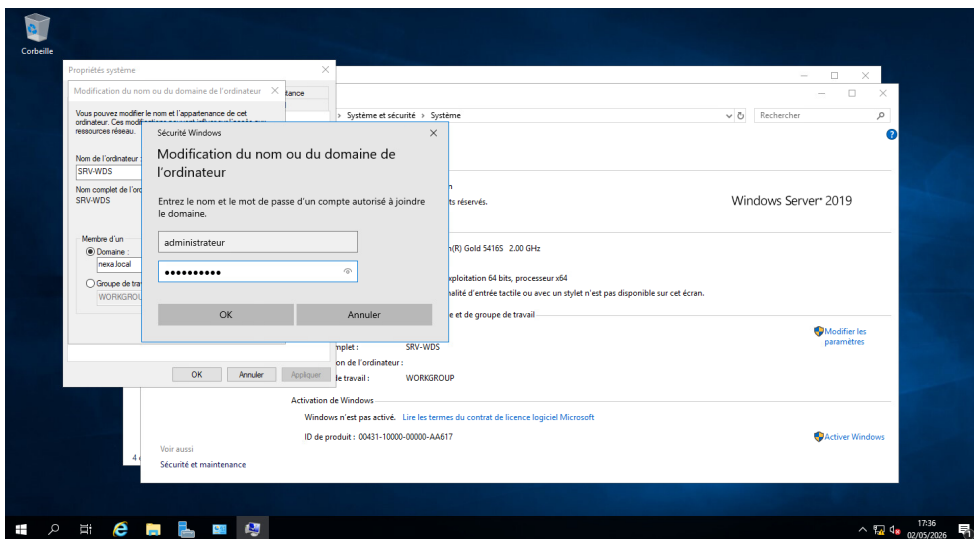 Corbeille
Propriétés système
Modification du nom ou du domaine de l'ordinateur
tance
Vous pouvez modifier le nom et l'appartenance de cet
ordinateur. Ces
ressources réseau.
Nom de l'ordinateur :
SRV-WDS
Nom complet de
SRV-WDS
Membre d'un
Domaine :
nexa.local
Groupe de
WORKGROU
OK
Annuler
Appliquer
Sécurité Windows
Modification du nom ou du domaine de
l'ordinateur
Entrez le nom et le mot de passe d'un compte autorisé à joindre
le domaine.
administrateur
●●●●●●●●●●
OK
Annuler
Système et sécurité › Système
Rechercher
?
n
ts réservés.
Windows Server® 2019
n(R) Gold 5416S 2.00 GHz
xploitation 64 bits, processeur x64
nalité d'entrée tactile ou avec un stylet n'est pas disponible sur cet écran.
e et de groupe de travail
Modifier les
paramètres
mplet :
SRV-WDS
on de l'ordinateur :
de travail :
WORKGROUP
Activation de Windows
Windows n'est pas activé. Lire les termes du contrat de licence logiciel Microsoft
ID de produit : 00431-10000-00000-AA617
Activer Windows
Voir aussi
Sécurité et maintenance
4
17:36
02/05/2026
1